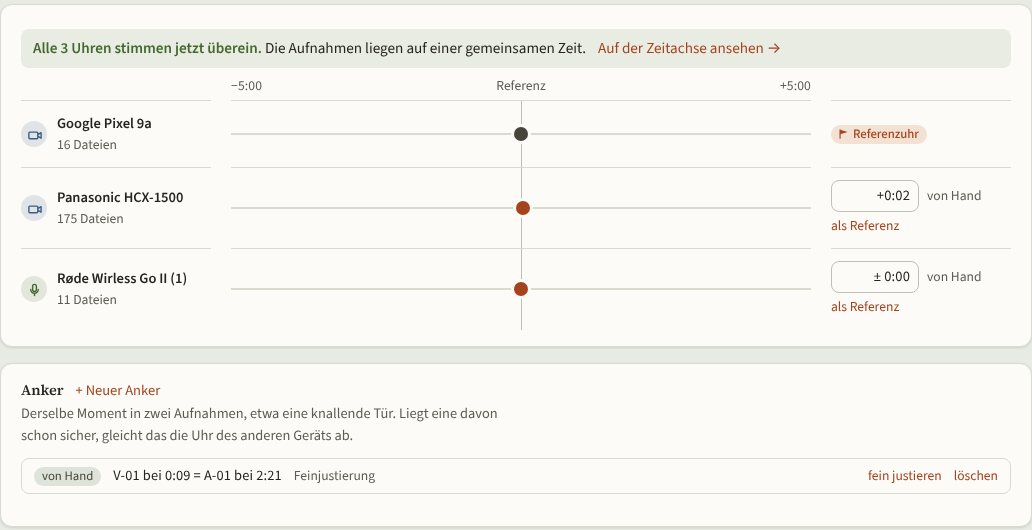 Alle 3 Uhren stimmen jetzt überein. Die Aufnahmen liegen auf einer gemeinsamen Zeit. Auf der Zeitachse ansehen →
−5:00 Referenz +5:00
Google Pixel 9a
16 Dateien
Referenzuhr
Panasonic HCX-1500
175 Dateien
+0:02 von Hand
als Referenz
Røde Wirless Go II (1)
11 Dateien
± 0:00 von Hand
als Referenz
Anker + Neuer Anker
Derselbe Moment in zwei Aufnahmen, etwa eine knallende Tür. Liegt eine davon
schon sicher, gleicht das die Uhr des anderen Geräts ab.
von Hand V-01 bei 0:09 = A-01 bei 2:21 Feinjustierung fein justieren löschen